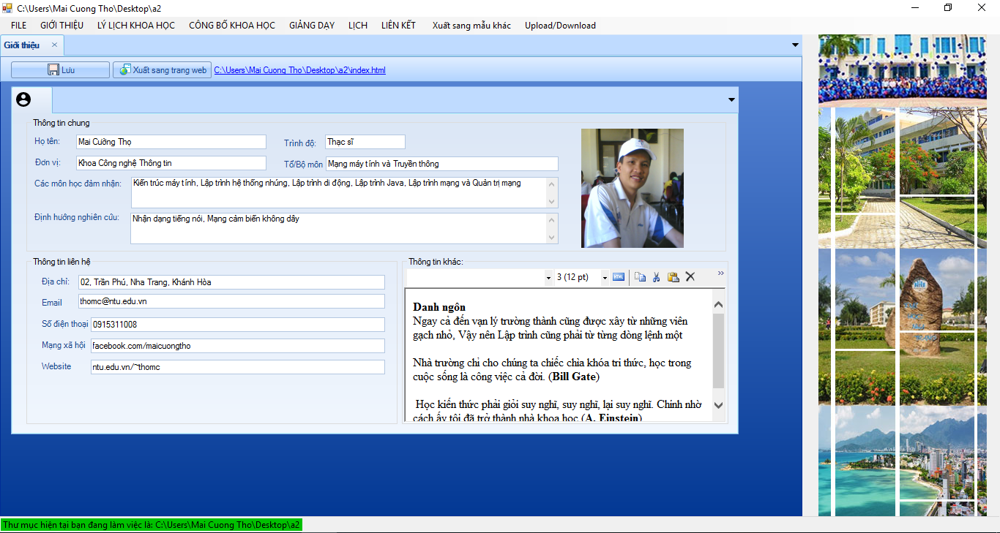 C:\Users\Mai Cuong Tho\Desktop\a2
FILE GIỚI THIỆU LÝ LỊCH KHOA HỌC CÔNG BỐ KHOA HỌC GIẢNG DẠY LỊCH LIÊN KẾT Xuất sang mẫu khác Upload/Download
Giới thiệu
Lưu Xuất sang trang web C:\Users\Mai Cuong Tho\Desktop\a2\index.html
Thông tin chung
Họ tên: Mai Cường Thọ Trình độ: Thạc sĩ
Đơn vị: Khoa Công nghệ Thông tin Tổ/Bộ môn Mạng máy tính và Truyền thông
Các môn học đảm nhận: Kiến trúc máy tính, Lập trình hệ thống nhúng, Lập trình di động, Lập trình Java, Lập trình mạng và Quản trị mạng
Định hướng nghiên cứu: Nhận dạng tiếng nói, Mạng cảm biến không dây
Thông tin liên hệ
Địa chỉ: 02, Trần Phú, Nha Trang, Khánh Hòa
Email thomc@ntu.edu.vn
Số điện thoại 0915311008
Mạng xã hội facebook.com/maicuongtho
Website ntu.edu.vn/~thomc
Thông tin khác:
3 (12 pt) HTML
Danh ngôn
Ngay cả đến vạn lý trường thành cũng được xây từ những viên
gạch nhỏ, Vậy nên Lập trình cũng phải từ từng dòng lệnh một
Nhà trường chỉ cho chúng ta chiếc chìa khóa tri thức, học trong
cuộc sống là công việc cả đời. (Bill Gate)
Học kiến thức phải giỏi suy nghĩ, suy nghĩ, lại suy nghĩ. Chính nhờ
cách ấy tôi đã trở thành nhà khoa học (A. Einstein)
Thư mục hiện tại bạn đang làm việc là: C:\Users\Mai Cuong Tho\Desktop\a2